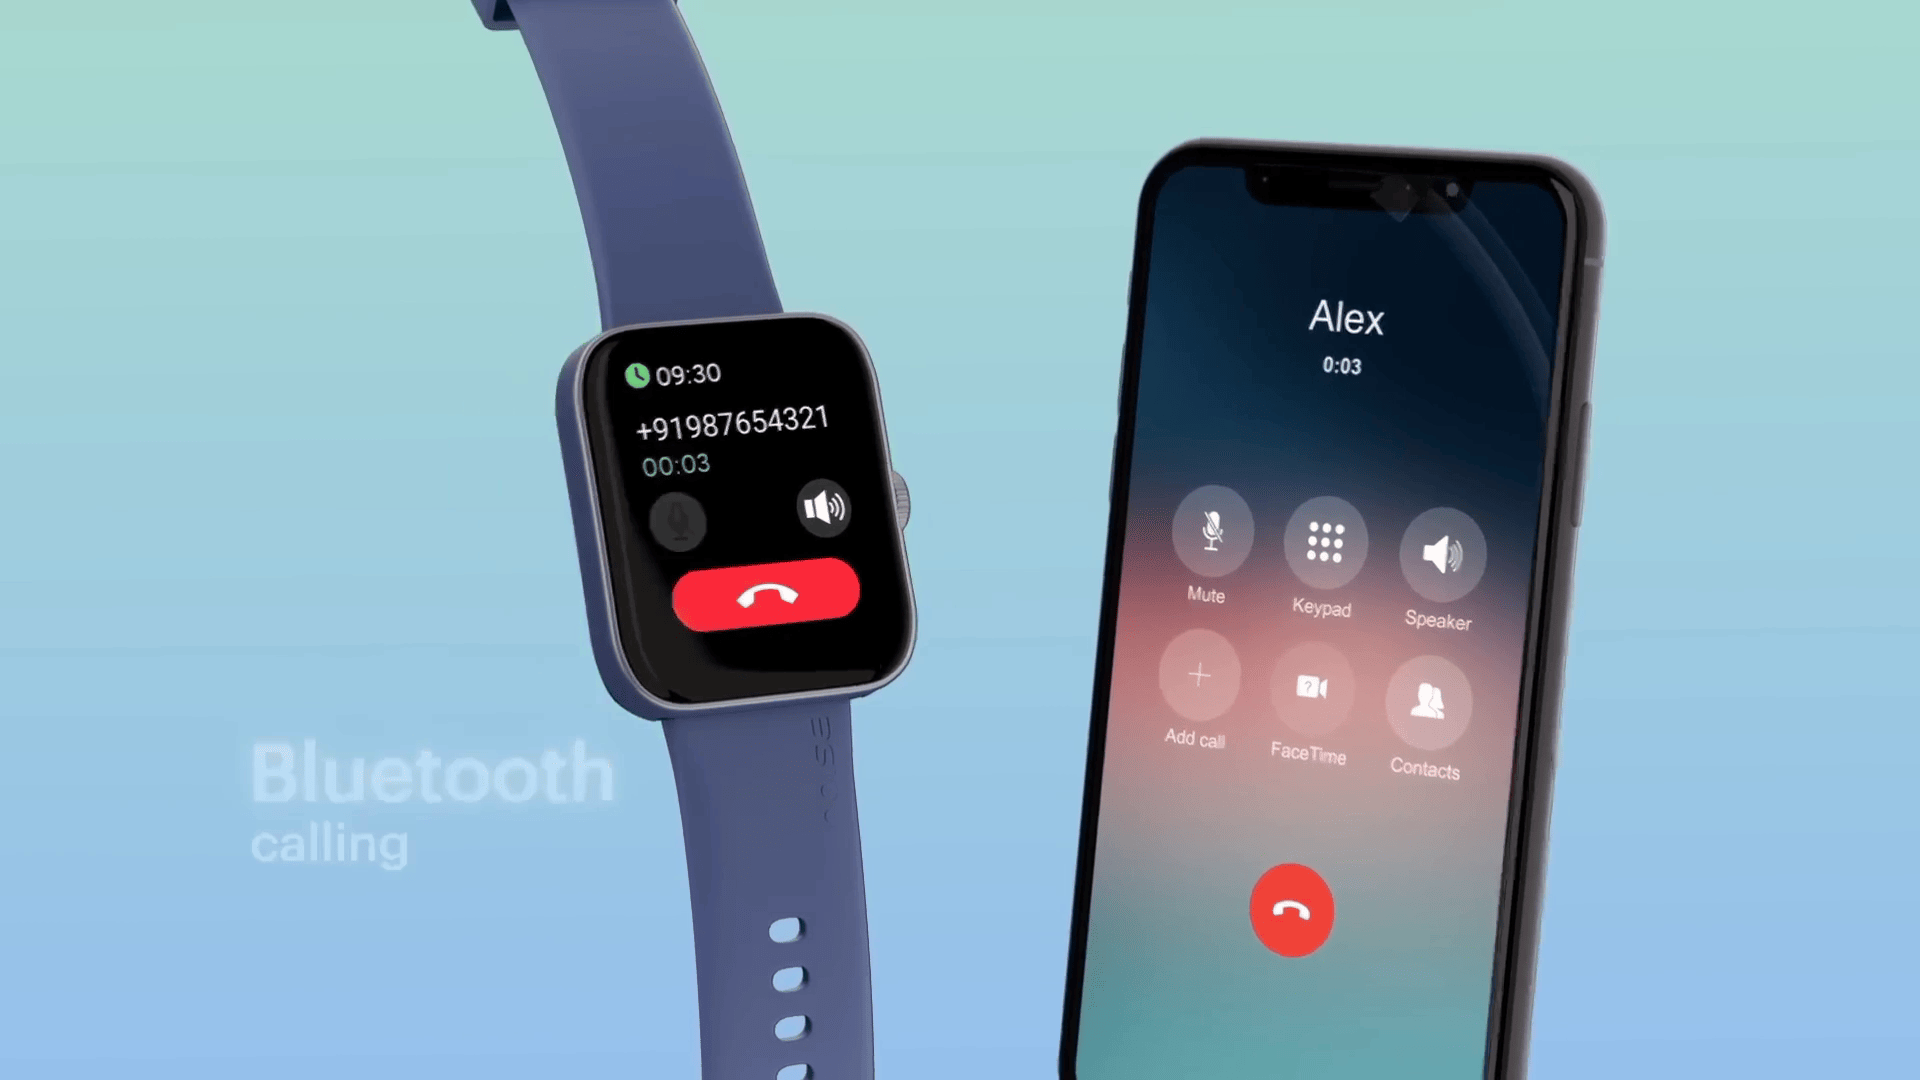 09:30
+91987654321
00:03
Bluetooth
calling
Alex
0:03
Mute
Keypad
Speaker
Add call
FaceTime
Contacts